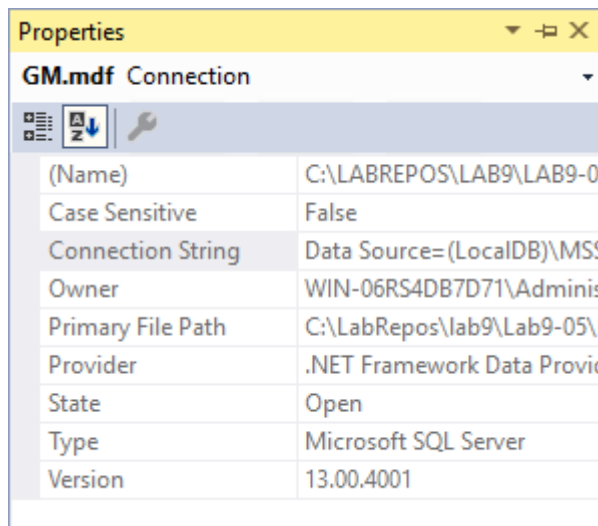 Properties
GM.mdf Connection
(Name) C:\LABREPOS\LAB9\LAB9-0
Case Sensitive False
Connection String Data Source=(LocalDB)\MSS
Owner WIN-06RS4DB7D71\Adminis
Primary File Path C:\LabRepos\lab9\Lab9-05\
Provider .NET Framework Data Provid
State Open
Type Microsoft SQL Server
Version 13.00.4001